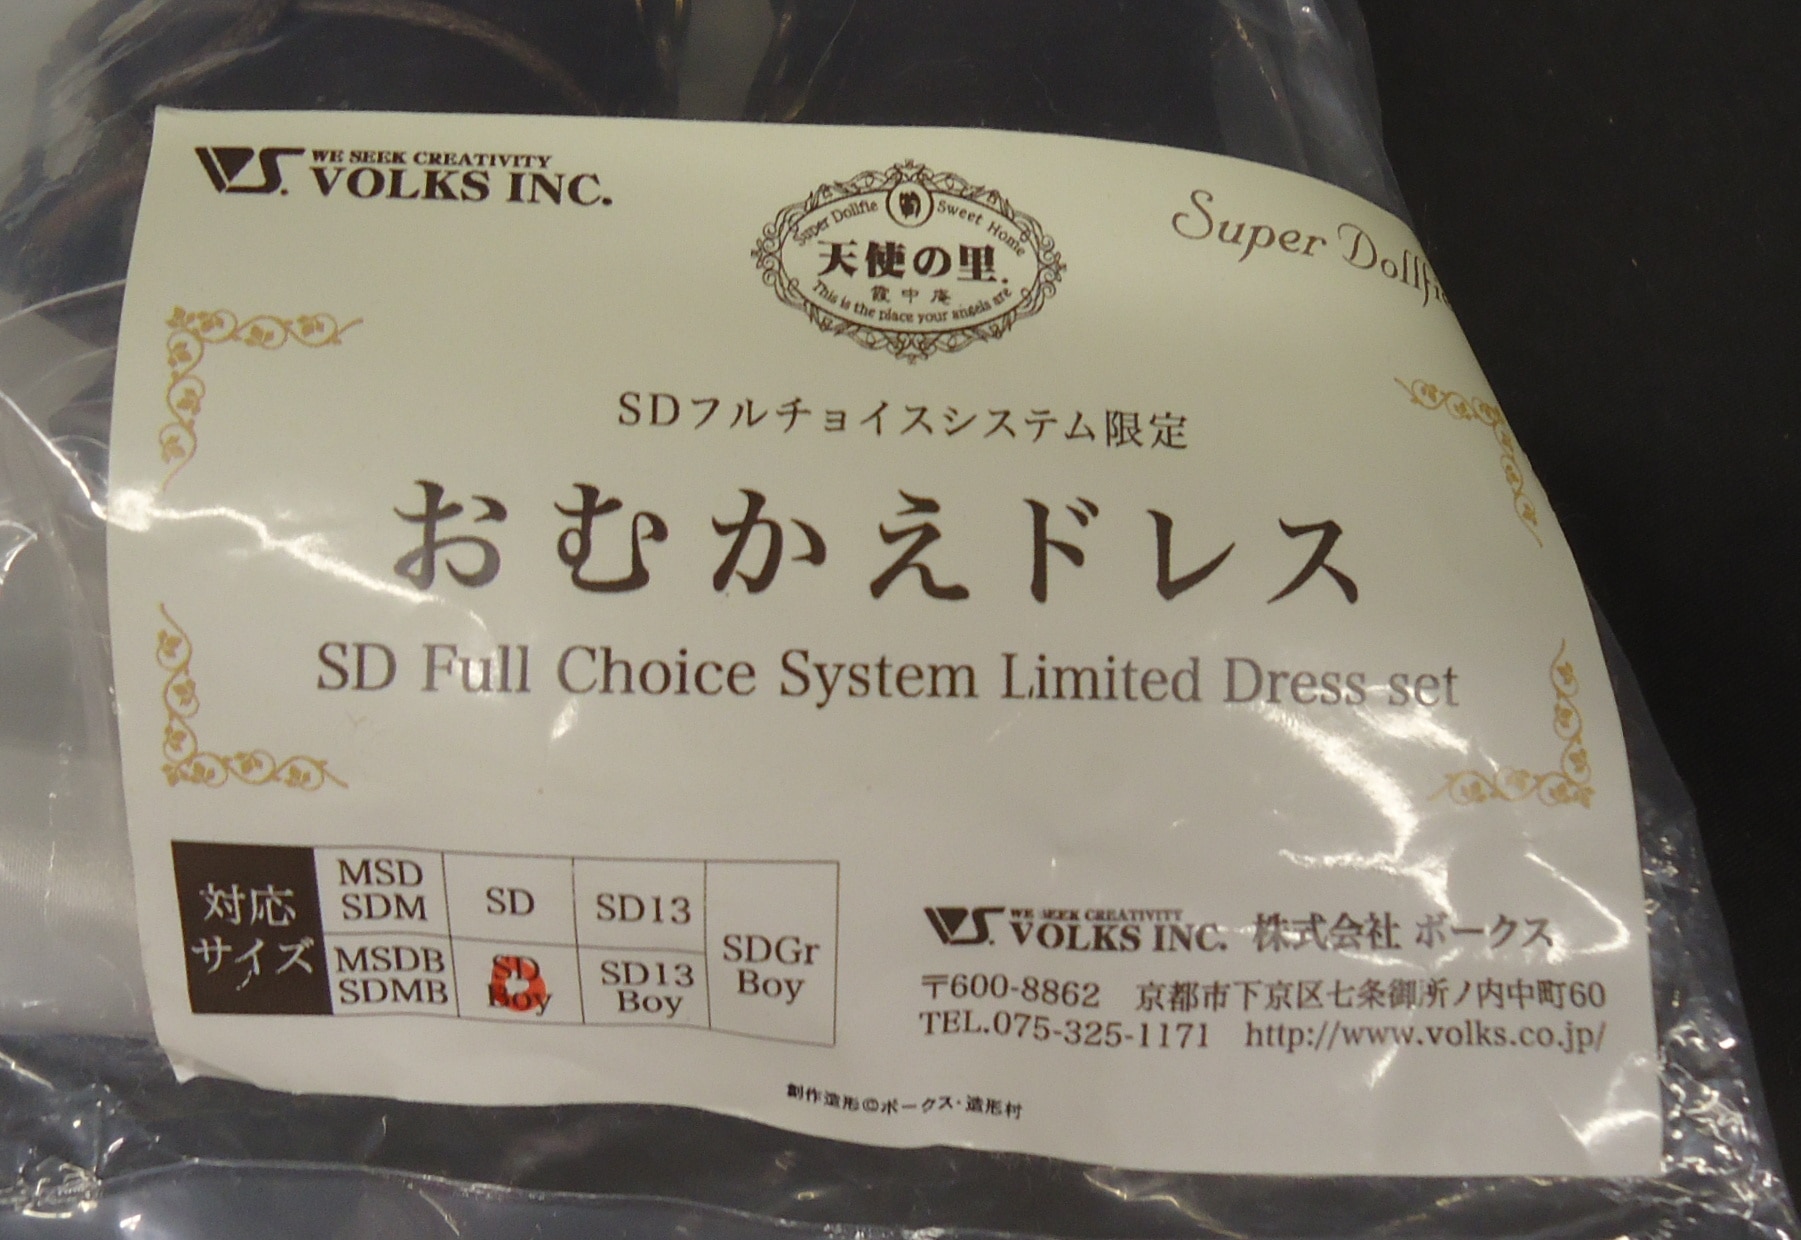 VS. WE SEEK CREATIVITY
VOLKS INC.
Super Dollfie Sweet Home
天使の里.
霞中庵
This is the place your angels are
Super Dollfie
SDフルチョイスシステム限定
おむかえドレス
SD Full Choice System Limited Dress set
対応サイズ
MSD SDM
SD
SD13
SDGr Boy
MSDB SDMB
SD Boy
SD13 Boy
VS. WE SEEK CREATIVITY
VOLKS INC. 株式会社 ボークス
〒600-8862 京都市下京区七条御所ノ内中町60
TEL.075-325-1171 http://www.volks.co.jp/
創作造形©ボークス・造形村